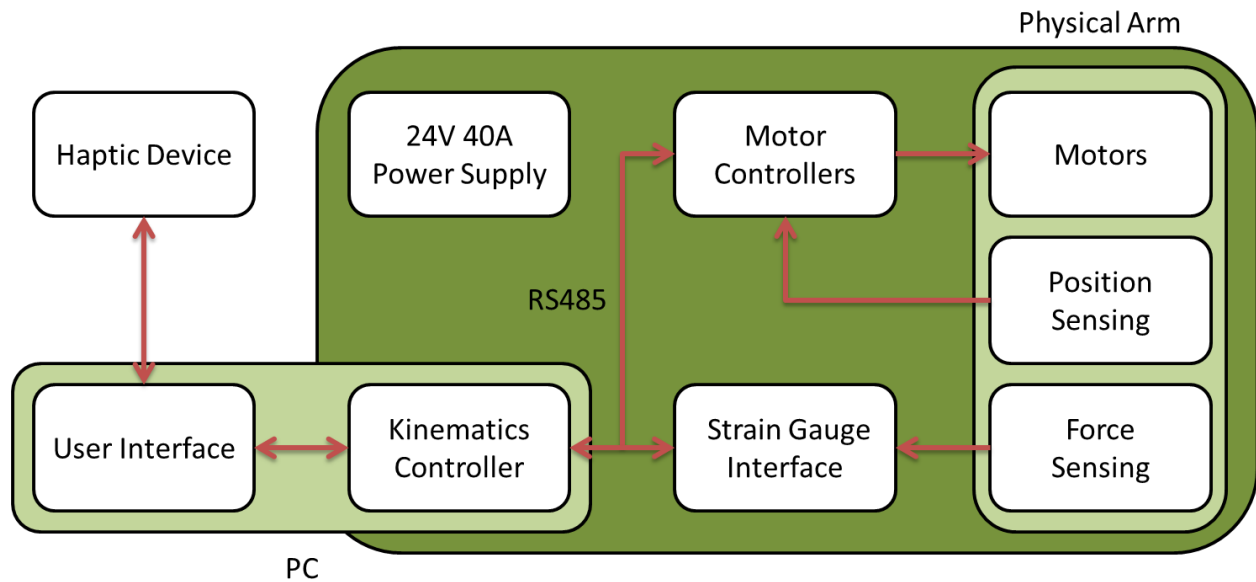 Physical Arm
Haptic Device
24V 40A
Power Supply
Motor
Controllers
Motors
RS485
Position
Sensing
User Interface
Kinematics
Controller
Strain Gauge
Interface
Force
Sensing
PC